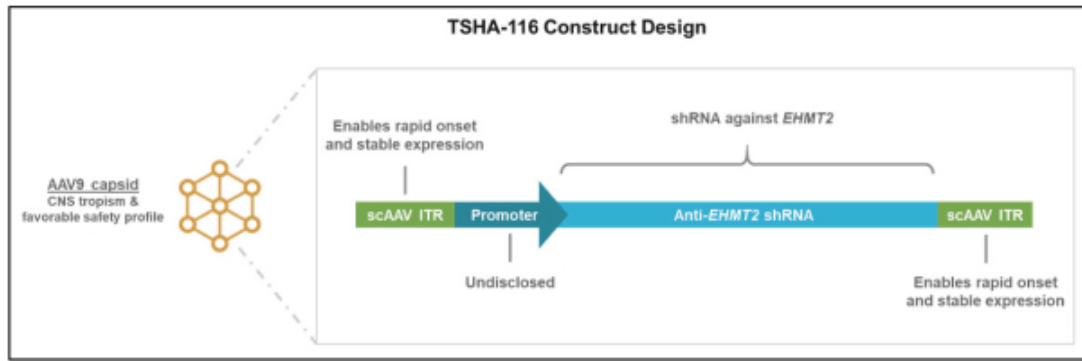 TSHA-116 Construct Design
AAV9 capsid
CNS tropism &
favorable safety profile
Enables rapid onset
and stable expression
shRNA against EHMT2
scAAV ITR
Promoter
Anti-EHMT2 shRNA
scAAV ITR
Undisclosed
Enables rapid onset
and stable expression